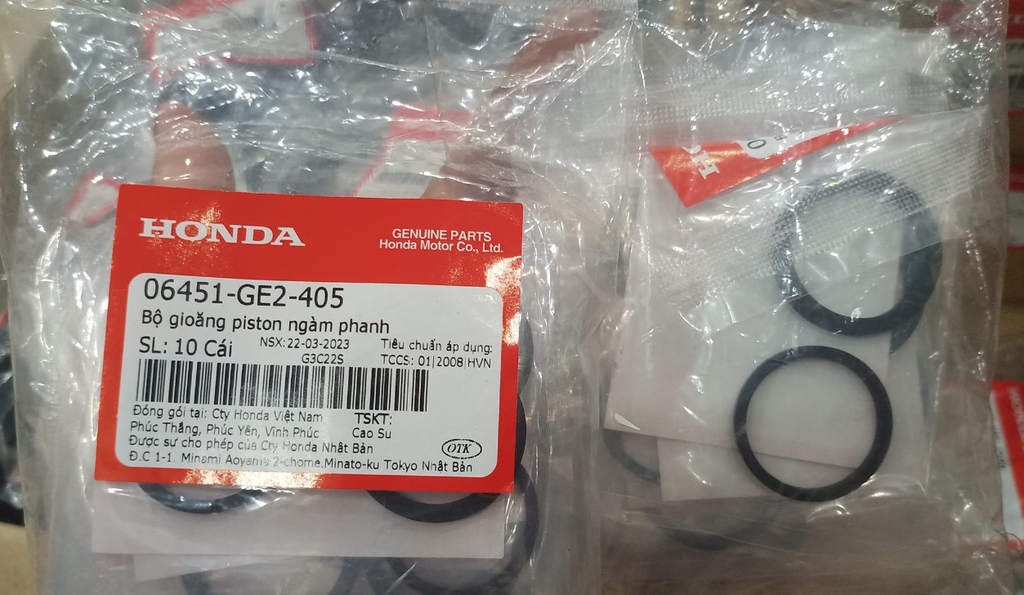 HONDA
GENUINE PARTS
Honda Motor Co., Ltd.
06451-GE2-405
Bộ gioăng piston ngàm phanh
SL: 10 Cái
NSX: 22-03-2023
G3C22S
Tiêu chuẩn áp dụng:
TCCS: 01|2008|HVN
Đóng gói tại: Cty Honda Việt Nam
Phúc Thắng, Phúc Yên, Vĩnh Phúc
Được sự cho phép của Cty Honda Nhật Bản
Đ.C 1-1. Minami Aoyama 2-chome.Minato-ku Tokyo Nhật Bản
TSKT:
Cao Su
OTK
HO
0